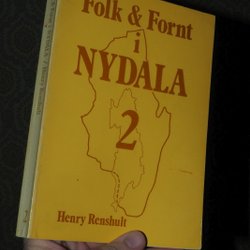 Folk & Fornt
i
NYDALA
2
Henry Renshult